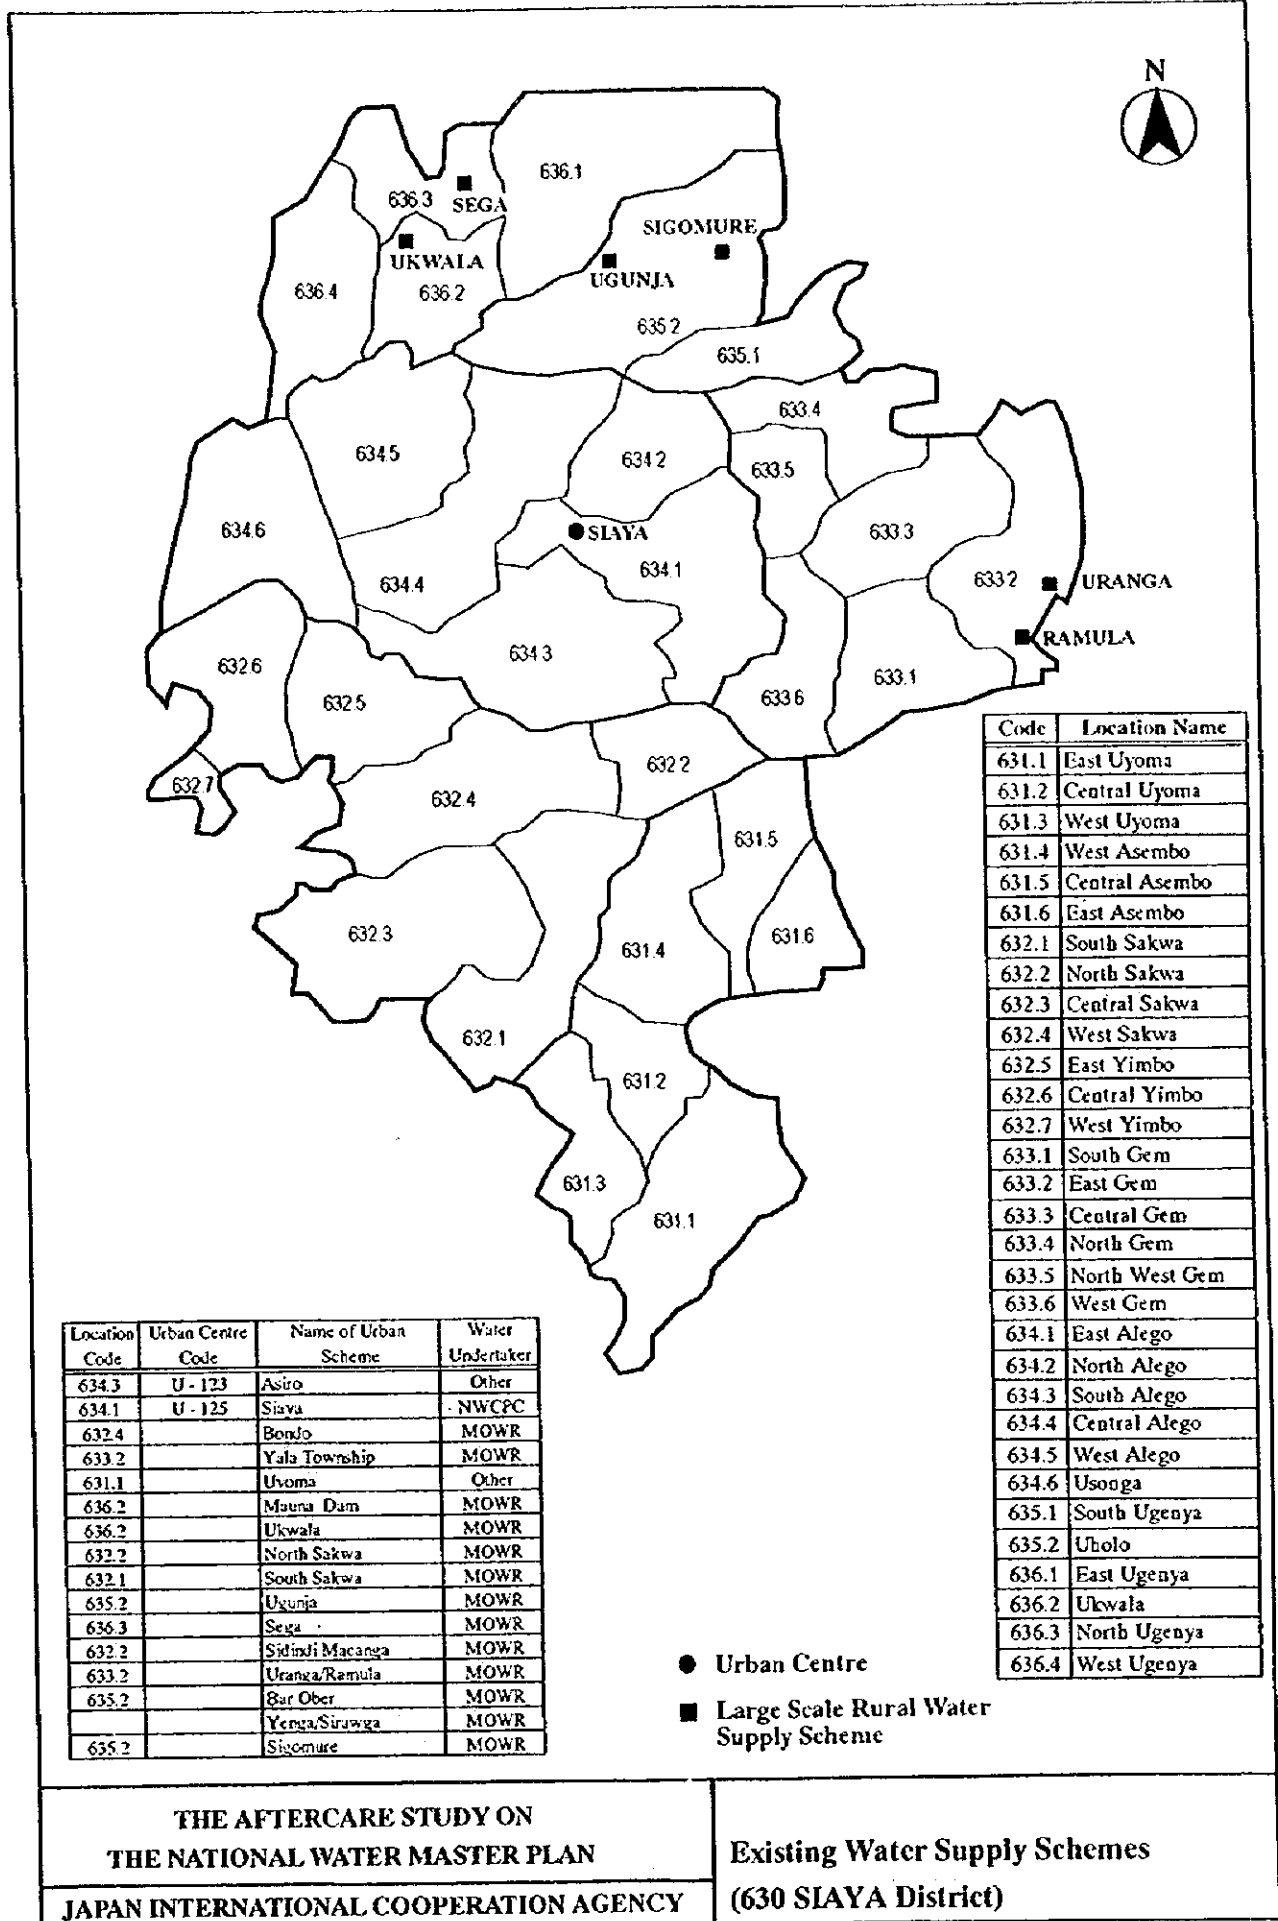 N
636.1
636.3
SEGA
SIGOMURE
UKWALA
UGUNJA
636.4
636.2
635.2
635.1
633.4
634.5
634.2
633.5
634.6
SIAYA
633.3
634.4
634.1
633.2
URANGA
RAMULA
634.3
632.6
633.1
632.5
633.6
632.2
632.7
632.4
631.5
632.3
631.4
631.6
632.1
631.2
631.3
631.1
Code Location Name
631.1 East Uyoma
631.2 Central Uyoma
631.3 West Uyoma
631.4 West Asembo
631.5 Central Asembo
631.6 East Asembo
632.1 South Sakwa
632.2 North Sakwa
632.3 Central Sakwa
632.4 West Sakwa
632.5 East Yimbo
632.6 Central Yimbo
632.7 West Yimbo
633.1 South Gem
633.2 East Gem
633.3 Central Gem
633.4 North Gem
633.5 North West Gem
633.6 West Gem
634.1 East Alego
634.2 North Alego
634.3 South Alego
634.4 Central Alego
634.5 West Alego
634.6 Usonga
635.1 South Ugenya
635.2 Uholo
636.1 East Ugenya
636.2 Ukwala
636.3 North Ugenya
636.4 West Ugenya
Location Urban Centre Name of Urban Water
Code Code Scheme Undertaker
634.3 U - 123 Asiro Other
634.1 U - 125 Siaya NWCPC
632.4 Bondo MOWR
633.2 Yala Township MOWR
631.1 Uyoma Other
636.2 Mauna Dam MOWR
636.2 Ukwala MOWR
632.2 North Sakwa MOWR
632.1 South Sakwa MOWR
635.2 Ugunja MOWR
636.3 Sega MOWR
632.2 Sidindi Macanga MOWR
633.2 Uranga/Ramula MOWR
635.2 Bar Ober MOWR
Yenga/Sirawga MOWR
635.2 Sigomure MOWR
Urban Centre
Large Scale Rural Water
Supply Scheme
THE AFTERCARE STUDY ON
THE NATIONAL WATER MASTER PLAN
JAPAN INTERNATIONAL COOPERATION AGENCY
Existing Water Supply Schemes
(630 SIAYA District)